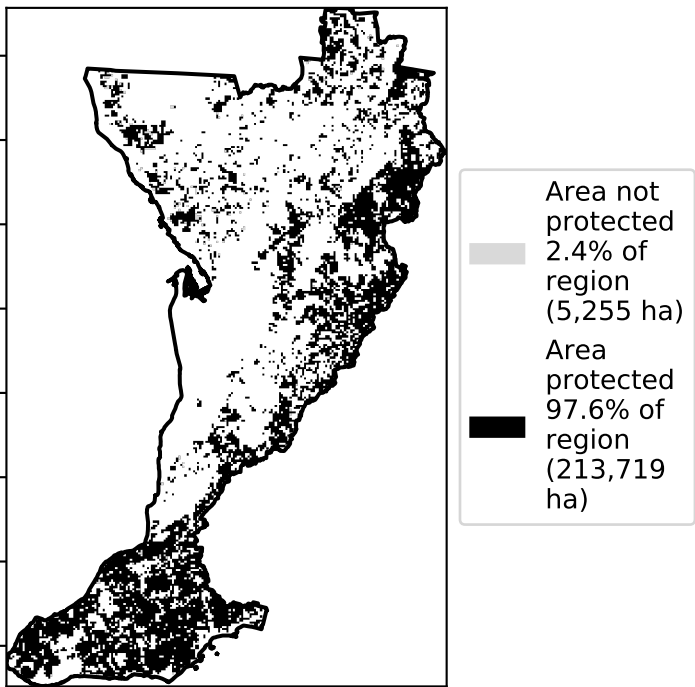 Area not
protected
2.4% of
region
(5,255 ha)
Area
protected
97.6% of
region
(213,719
ha)